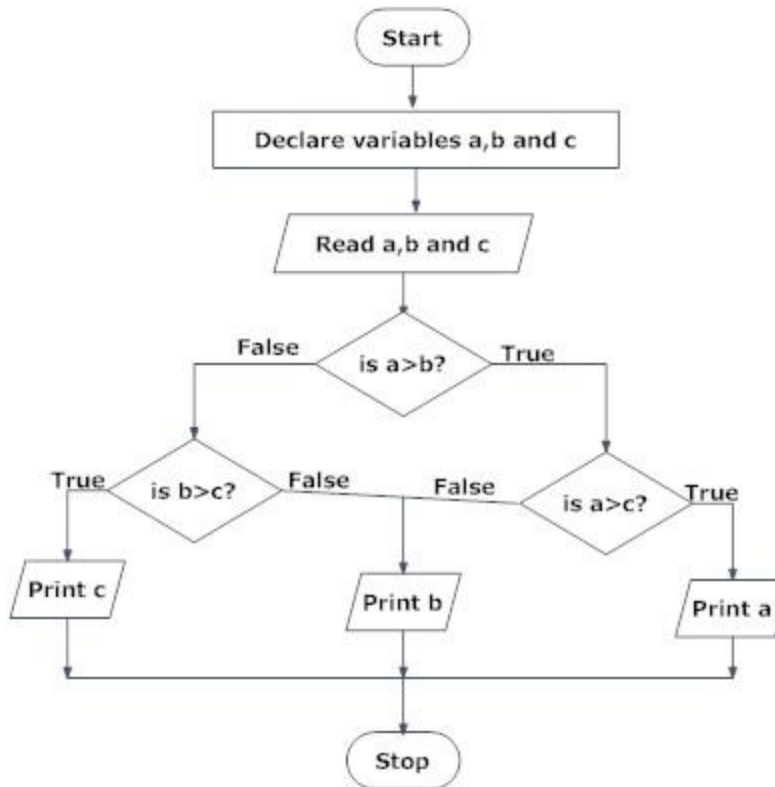 Start
Declare variables a,b and c
Read a,b and c
False
is a>b?
True
True
is b>c?
False
False
is a>c?
True
Print c
Print b
Print a
Stop